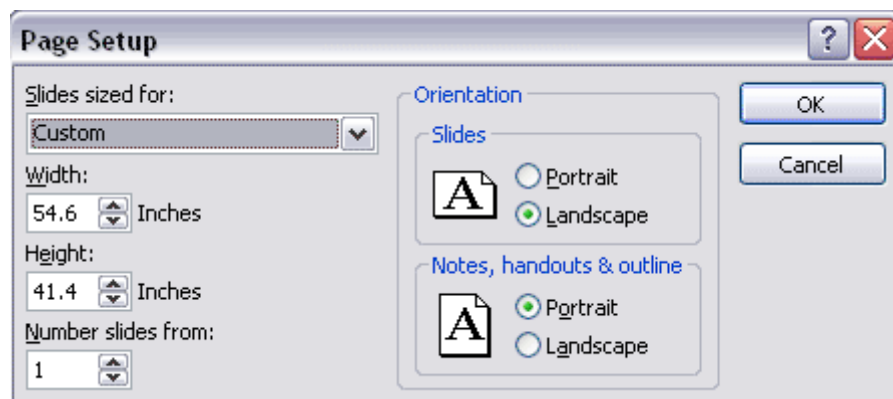 Page Setup
Slides sized for:
Custom
Width:
54.6 Inches
Height:
41.4 Inches
Number slides from:
1
Orientation
Slides
A
Portrait
Landscape
Notes, handouts & outline
A
Portrait
Landscape
?
OK
Cancel